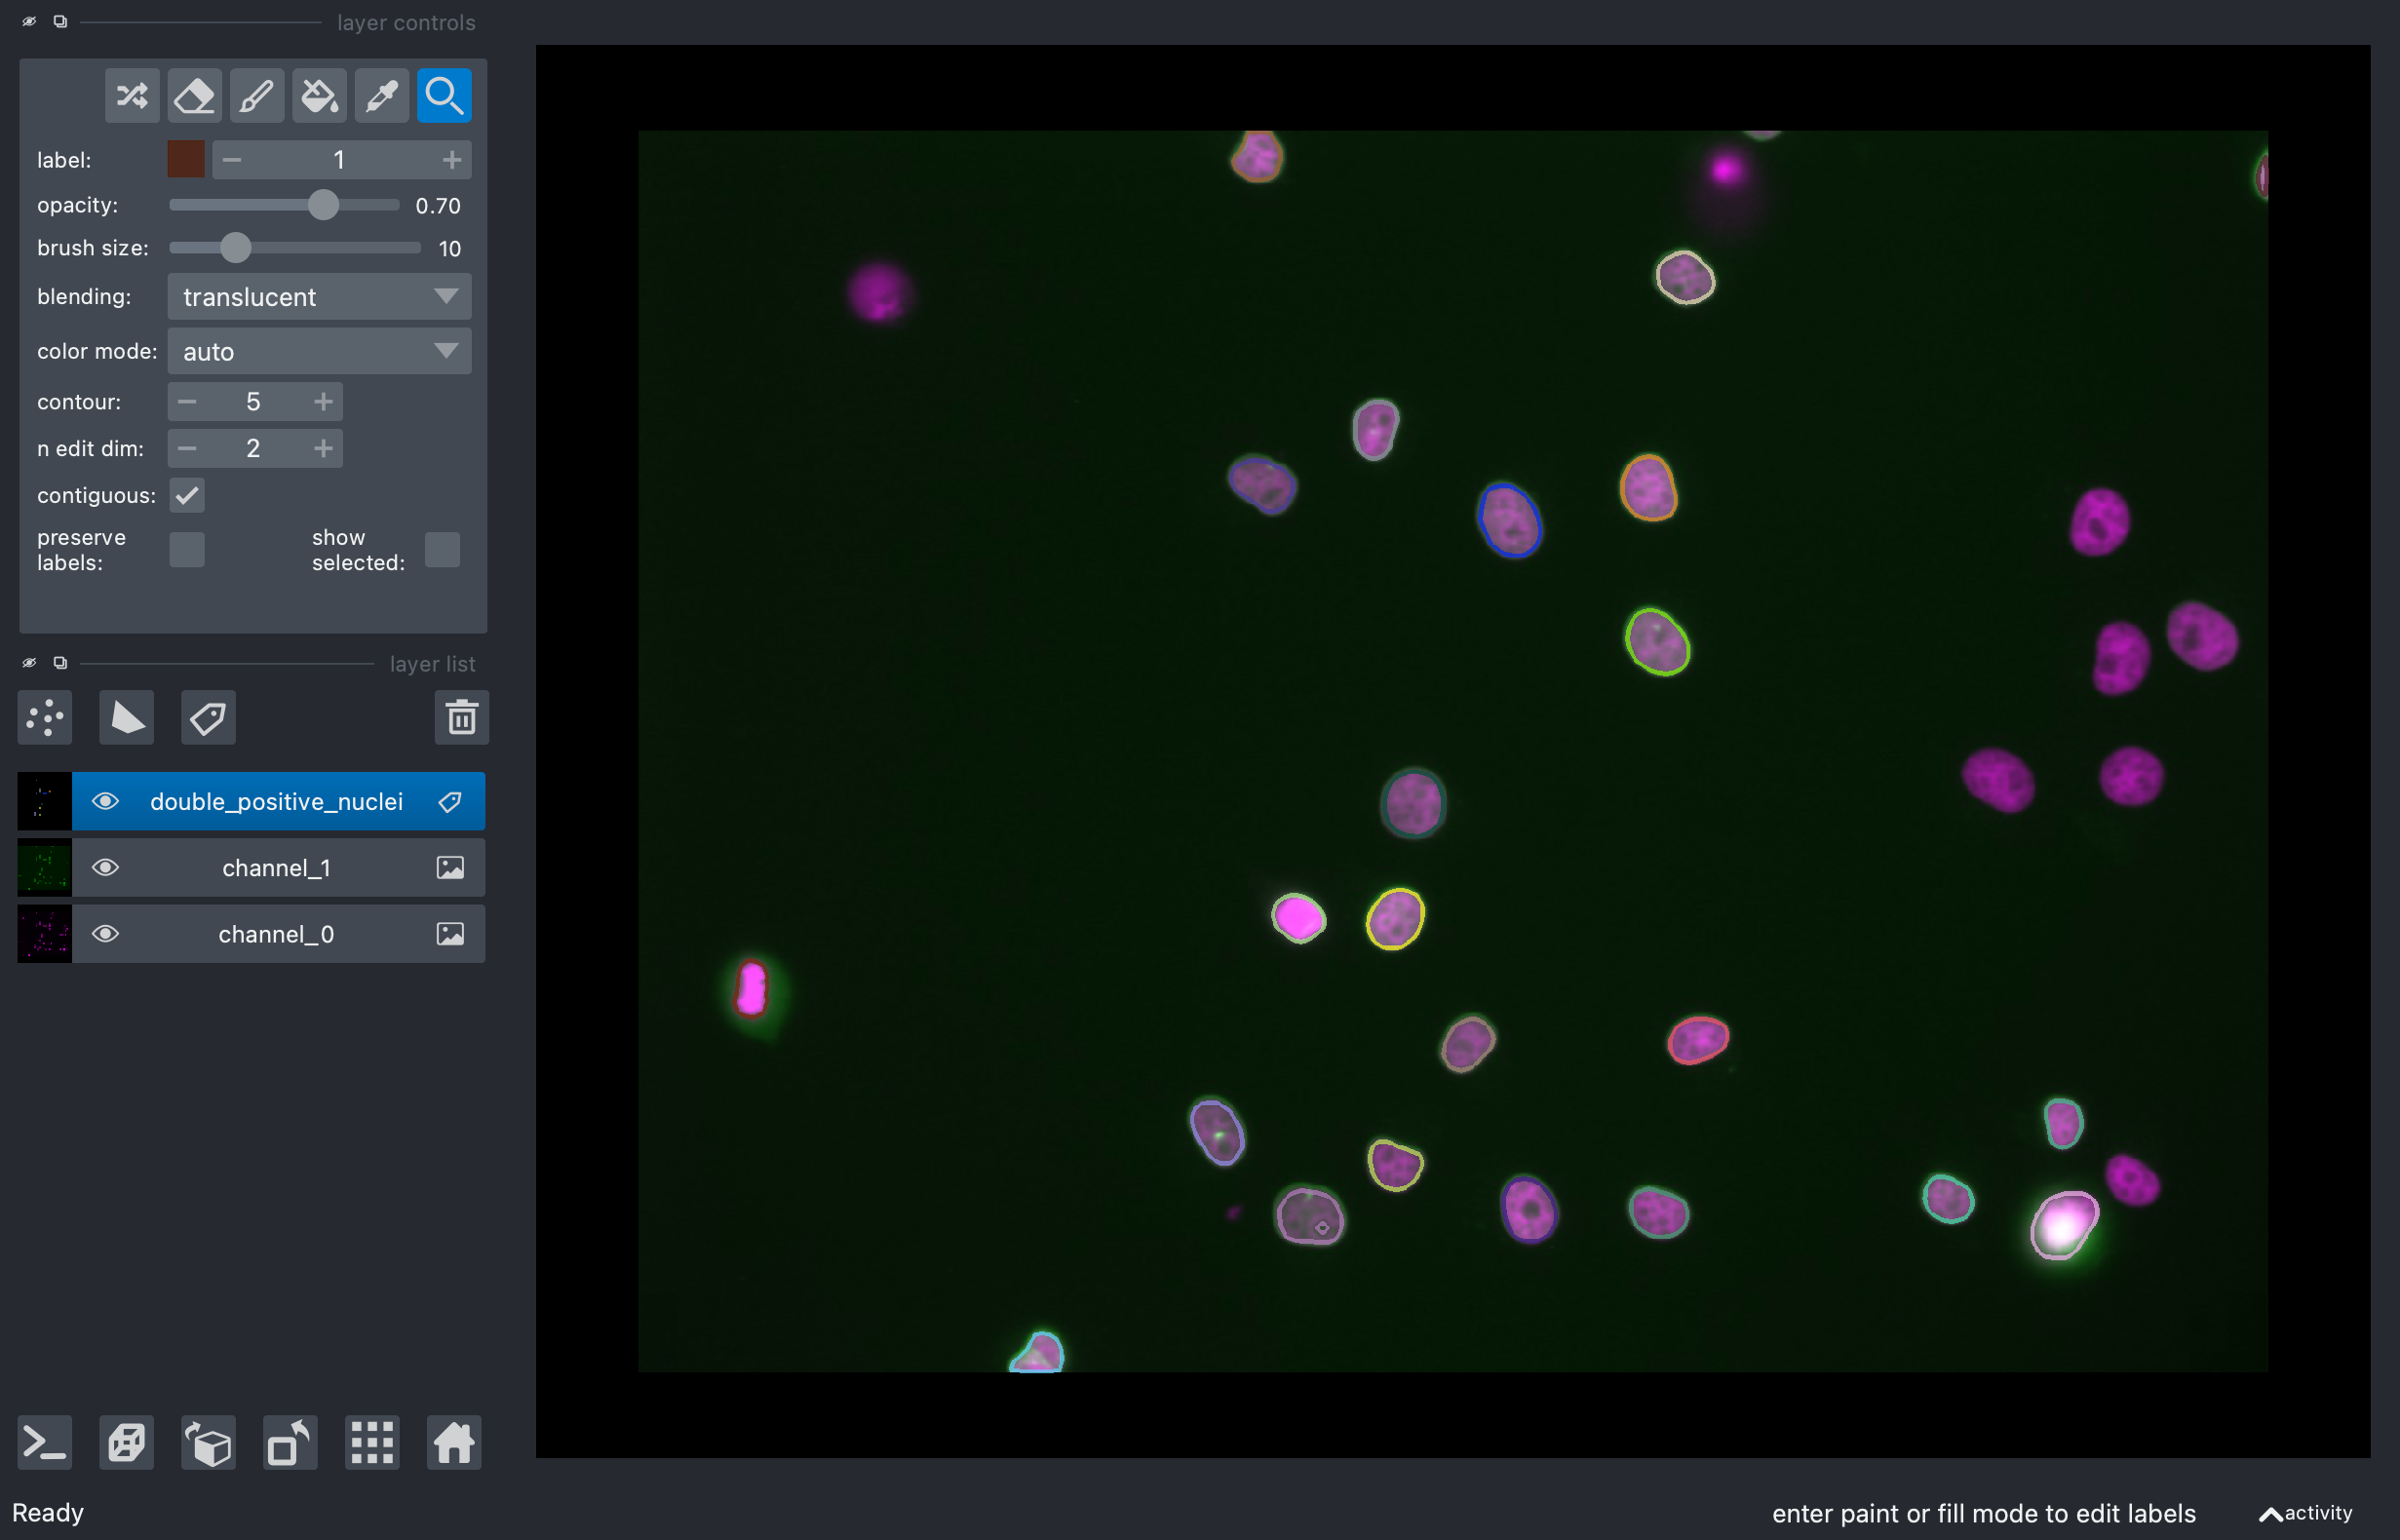 layer controls
label: 1
opacity: 0.70
brush size: 10
blending: translucent
color mode: auto
contour: 5
n edit dim: 2
contiguous:
preserve labels:
show selected:
layer list
double_positive_nuclei
channel_1
channel_0
Ready
enter paint or fill mode to edit labels
activity